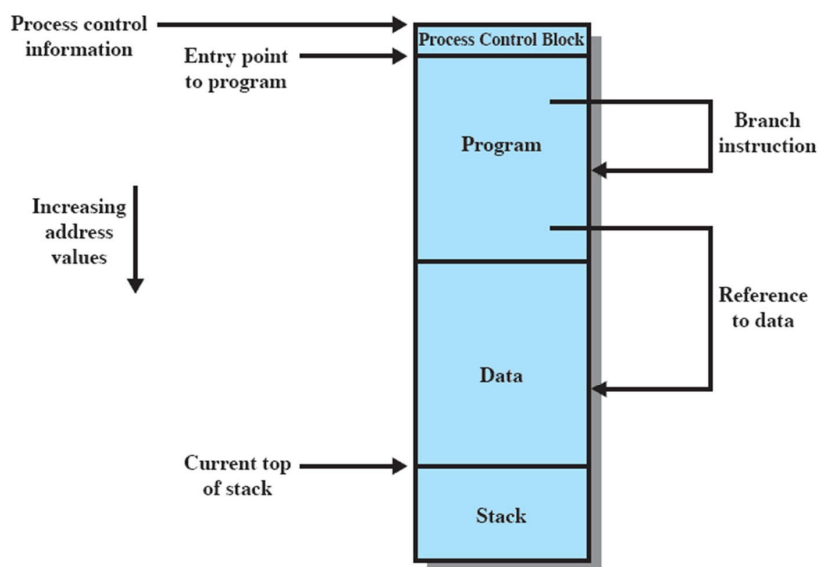 Process control
information
Process Control Block
Entry point
to program
Program
Branch
instruction
Increasing
address
values
Reference
to data
Data
Current top
of stack
Stack